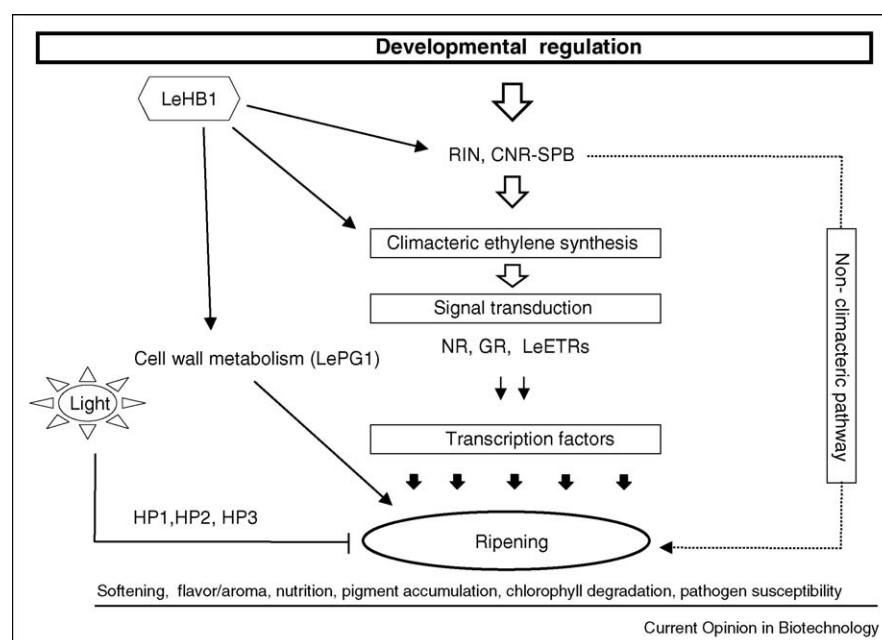 Developmental regulation
LeHB1
RIN, CNR-SPB
Climacteric ethylene synthesis
Signal transduction
NR, GR, LeETRs
Cell wall metabolism (LePG1)
Non- climacteric pathway
Light
Transcription factors
HP1,HP2, HP3
Ripening
Softening, flavor/aroma, nutrition, pigment accumulation, chlorophyll degradation, pathogen susceptibility
Current Opinion in Biotechnology